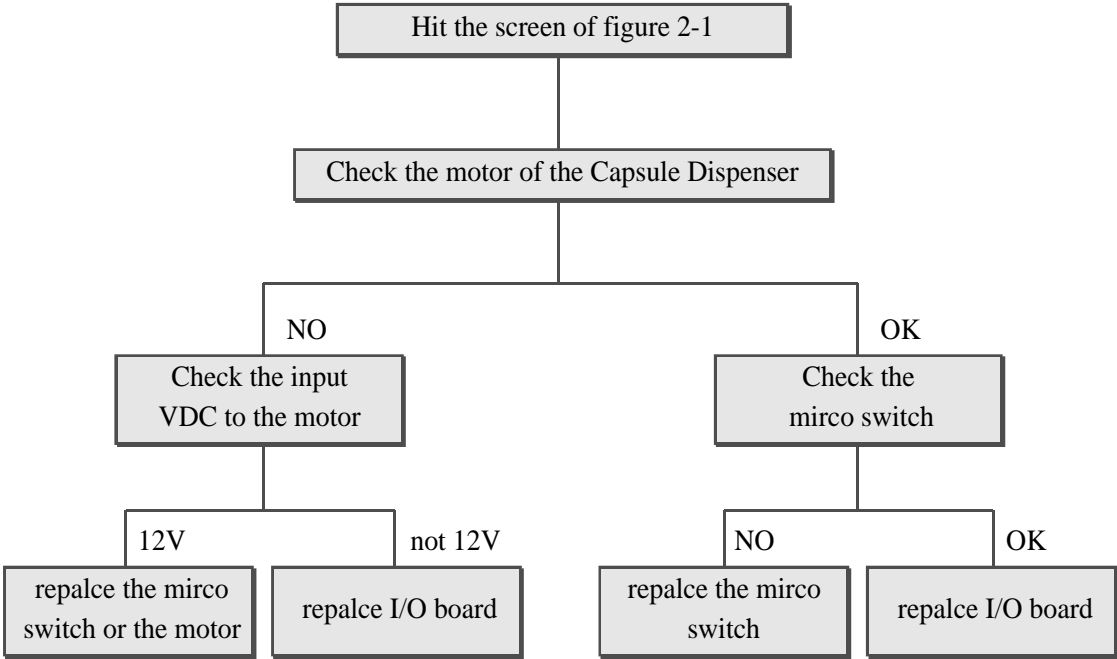 Hit the screen of figure 2-1
Check the motor of the Capsule Dispenser
NO
OK
Check the input
VDC to the motor
Check the
mirco switch
12V
not 12V
NO
OK
repalce the mirco
switch or the motor
repalce I/O board
repalce the mirco
switch
repalce I/O board